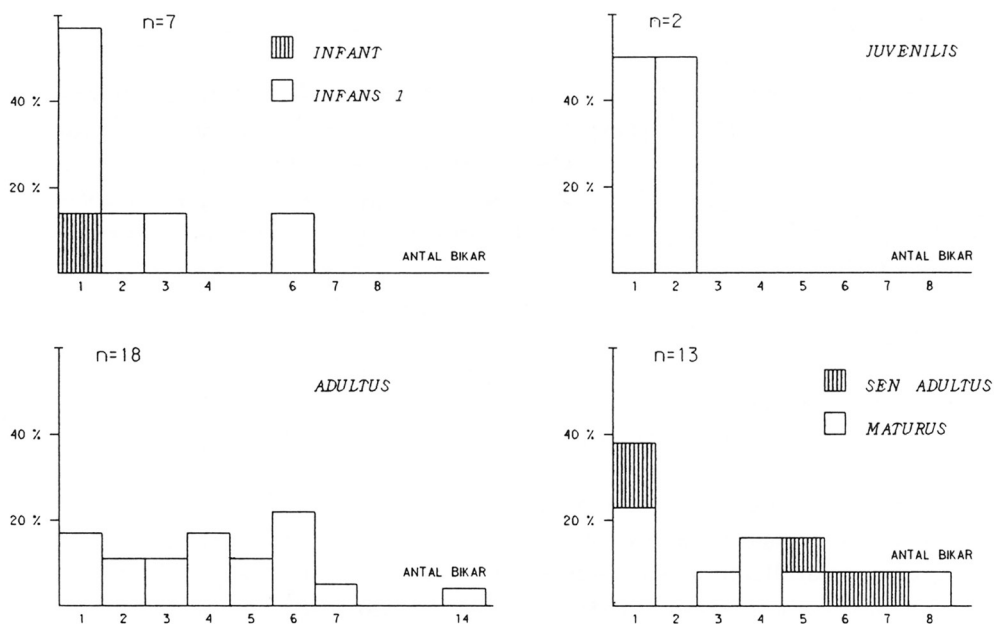 n=7
INFANT
INFANS 1
40 %
20 %
ANTAL BIKAR
1 2 3 4 6 7 8
n=2
JUVENILIS
40 %
20 %
ANTAL BIKAR
1 2 3 4 5 6 7 8
n=18
ADULTUS
40 %
20 %
ANTAL BIKAR
1 2 3 4 5 6 7 14
n=13
SEN ADULTUS
MATURUS
40 %
20 %
ANTAL BIKAR
1 2 3 4 5 6 7 8